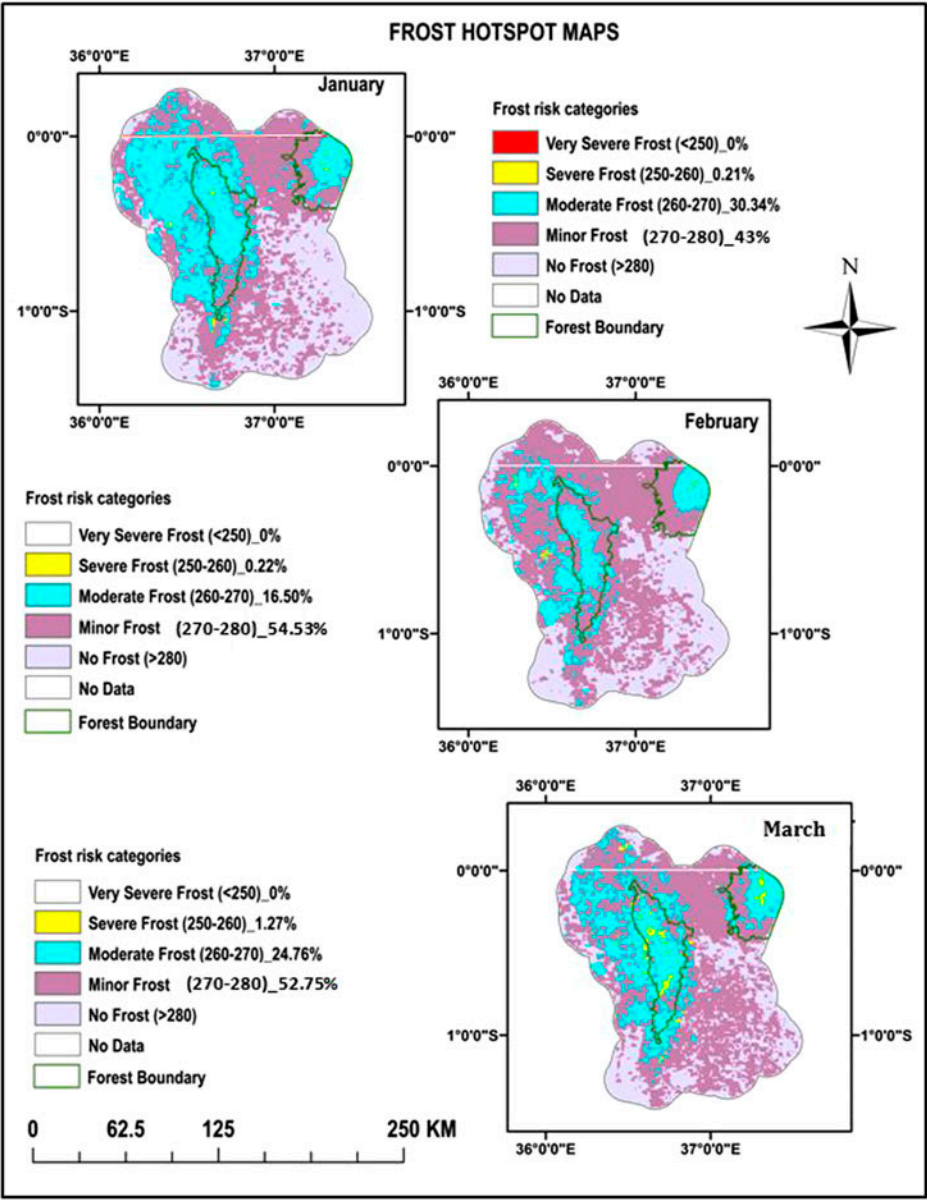 FROST HOTSPOT MAPS
36°0'0"E 37°0'0"E
January
0°0'0" 0°0'0"
1°0'0"S 1°0'0"S
36°0'0"E 37°0'0"E
Frost risk categories
Very Severe Frost (<250)_0%
Severe Frost (250-260)_0.21%
Moderate Frost (260-270)_30.34%
Minor Frost (270-280)_43%
No Frost (>280)
No Data
Forest Boundary
N
36°0'0"E 37°0'0"E
February
0°0'0" 0°0'0"
1°0'0"S 1°0'0"S
36°0'0"E 37°0'0"E
Frost risk categories
Very Severe Frost (<250)_0%
Severe Frost (250-260)_0.22%
Moderate Frost (260-270)_16.50%
Minor Frost (270-280)_54.53%
No Frost (>280)
No Data
Forest Boundary
36°0'0"E 37°0'0"E
March
0°0'0" 0°0'0"
1°0'0"S 1°0'0"S
36°0'0"E 37°0'0"E
Frost risk categories
Very Severe Frost (<250)_0%
Severe Frost (250-260)_1.27%
Moderate Frost (260-270)_24.76%
Minor Frost (270-280)_52.75%
No Frost (>280)
No Data
Forest Boundary
0 62.5 125 250 KM